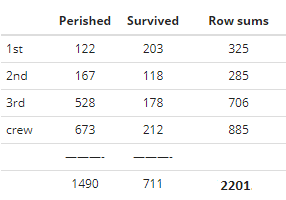 Perished Survived Row sums
1st 122 203 325
2nd 167 118 285
3rd 528 178 706
crew 673 212 885
———- ———-
1490 711 2201